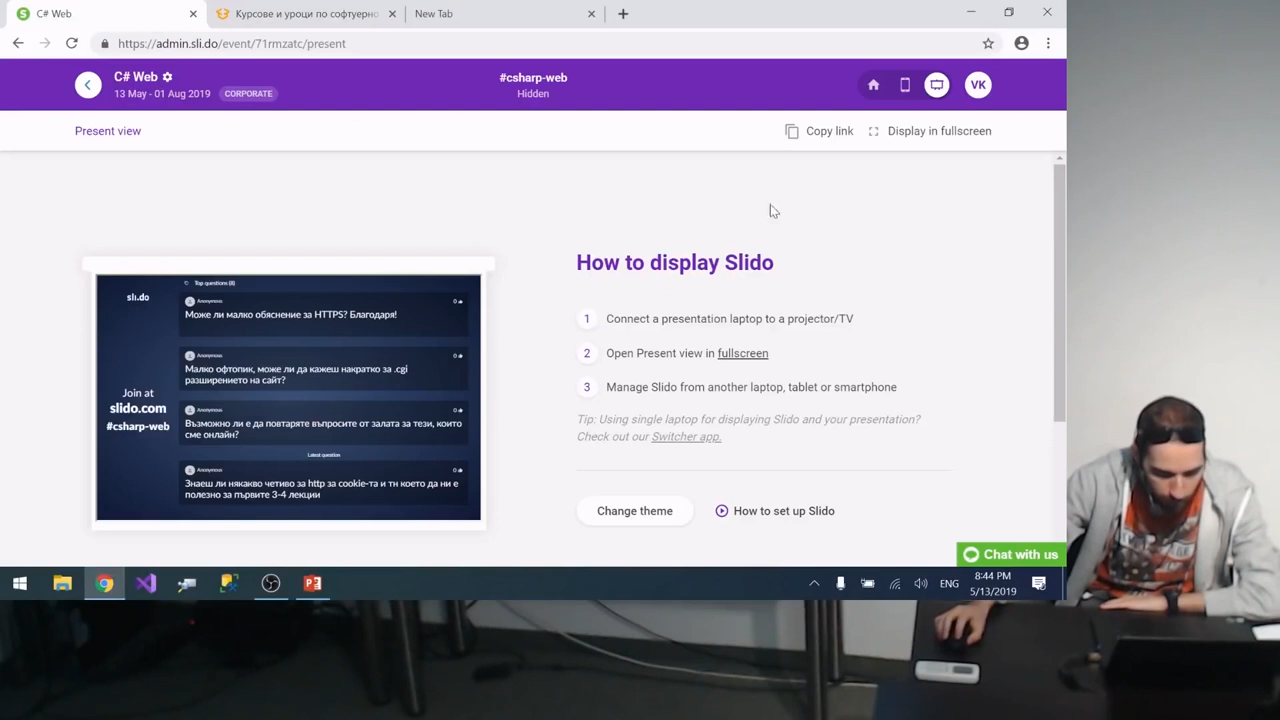 C# Web
Курсове и уроци по софтуерно
New Tab
https://admin.sli.do/event/71rmzatc/present
C# Web
13 May - 01 Aug 2019
CORPORATE
#csharp-web
Hidden
VK
Present view
Copy link
Display in fullscreen
sli.do
Join at
slido.com
#csharp-web
Top questions (8)
Anonymous
0
Може ли малко обяснение за HTTPS? Благодаря!
Anonymous
0
Малко офтопик, може ли да кажеш накратко за .cgi
разширението на сайт?
Anonymous
0
Възможно ли е да повтаряте въпросите от залата за тези, които
сме онлайн?
Latest question
Anonymous
0
Знаеш ли някакво четиво за http за cookie-та и тн което да ни е
полезно за първите 3-4 лекции
How to display Slido
1 Connect a presentation laptop to a projector/TV
2 Open Present view in fullscreen
3 Manage Slido from another laptop, tablet or smartphone
Tip: Using single laptop for displaying Slido and your presentation?
Check out our Switcher app.
Change theme
How to set up Slido
Chat with us
ENG
8:44 PM
5/13/2019